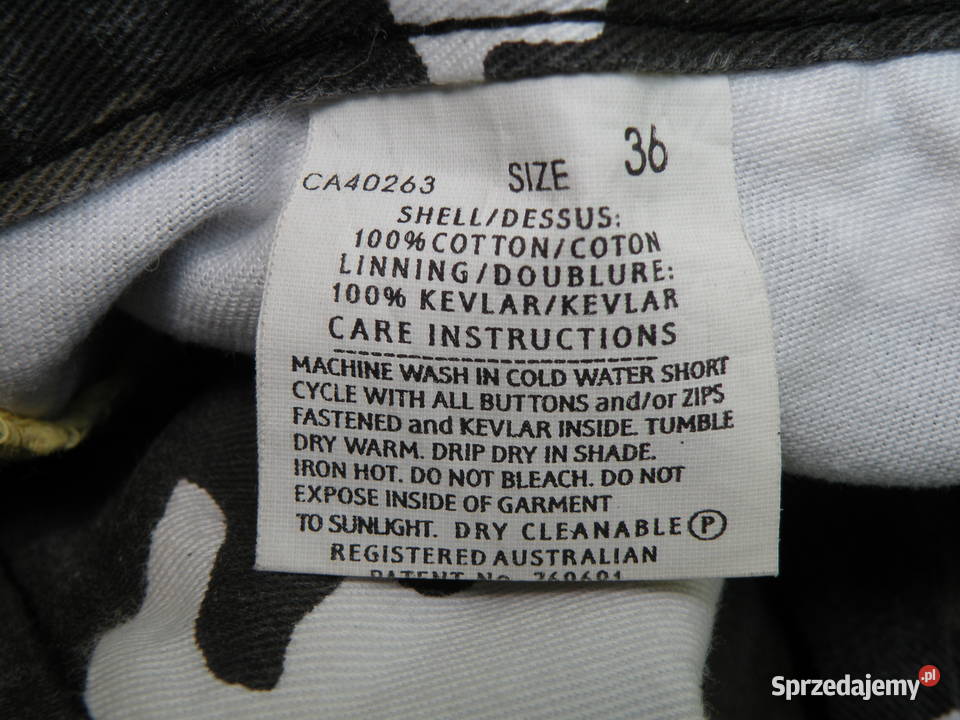 CA40263 SIZE 36
SHELL/DESSUS:
100% COTTON/COTON
LINNING/DOUBLURE:
100% KEVLAR/KEVLAR
CARE INSTRUCTIONS
MACHINE WASH IN COLD WATER SHORT
CYCLE WITH ALL BUTTONS and/or ZIPS
FASTENED and KEVLAR INSIDE. TUMBLE
DRY WARM. DRIP DRY IN SHADE.
IRON HOT. DO NOT BLEACH. DO NOT
EXPOSE INSIDE OF GARMENT
TO SUNLIGHT. DRY CLEANABLE Ⓟ
REGISTERED AUSTRALIAN
PATENT No.
Sprzedajemy.pl